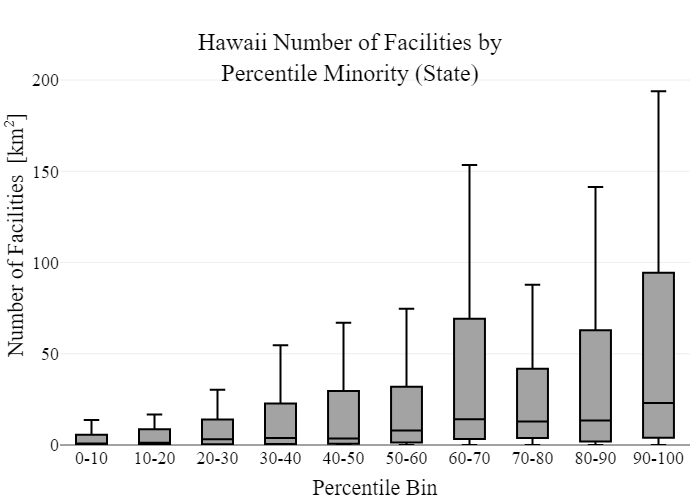 Hawaii Number of Facilities by
Percentile Minority (State)
Number of Facilities [km²]
200
150
100
50
0
0-10 10-20 20-30 30-40 40-50 50-60 60-70 70-80 80-90 90-100
Percentile Bin